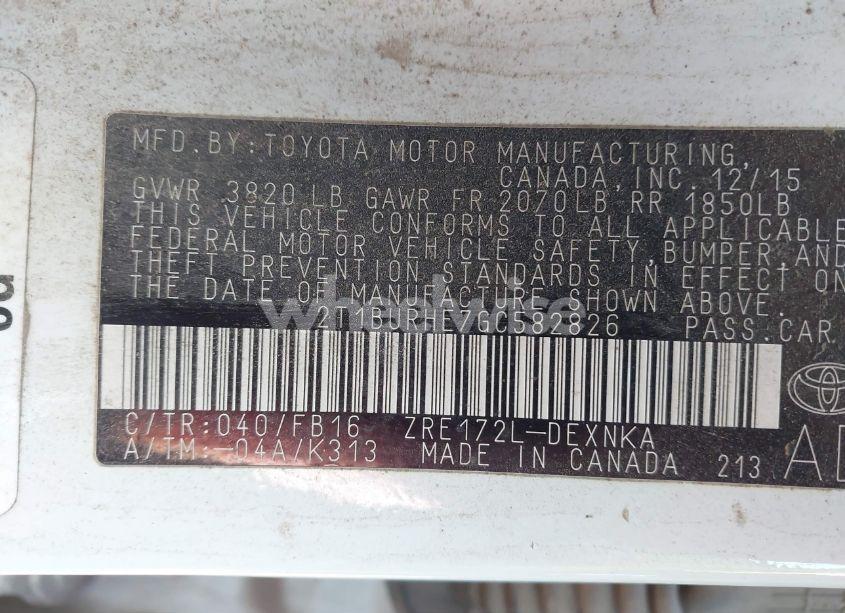 MFD. BY: TOYOTA MOTOR MANUFACTURING,
CANADA, INC. 12/15
GVWR 3820 LB GAWR FR 2070LB RR 1850LB
THIS VEHICLE CONFORMS TO ALL APPLICABLE
FEDERAL MOTOR VEHICLE SAFETY, BUMPER AND
THEFT PREVENTION STANDARDS IN EFFECT ON
THE DATE OF MANUFACTURE SHOWN ABOVE.
2T1BURHE7GC582826 PASS. CAR
wheelwise
TOYOTA
C/TR: 040/FB16 ZRE172L-DEXNKA
A/TM: -04A/K313 MADE IN CANADA 213